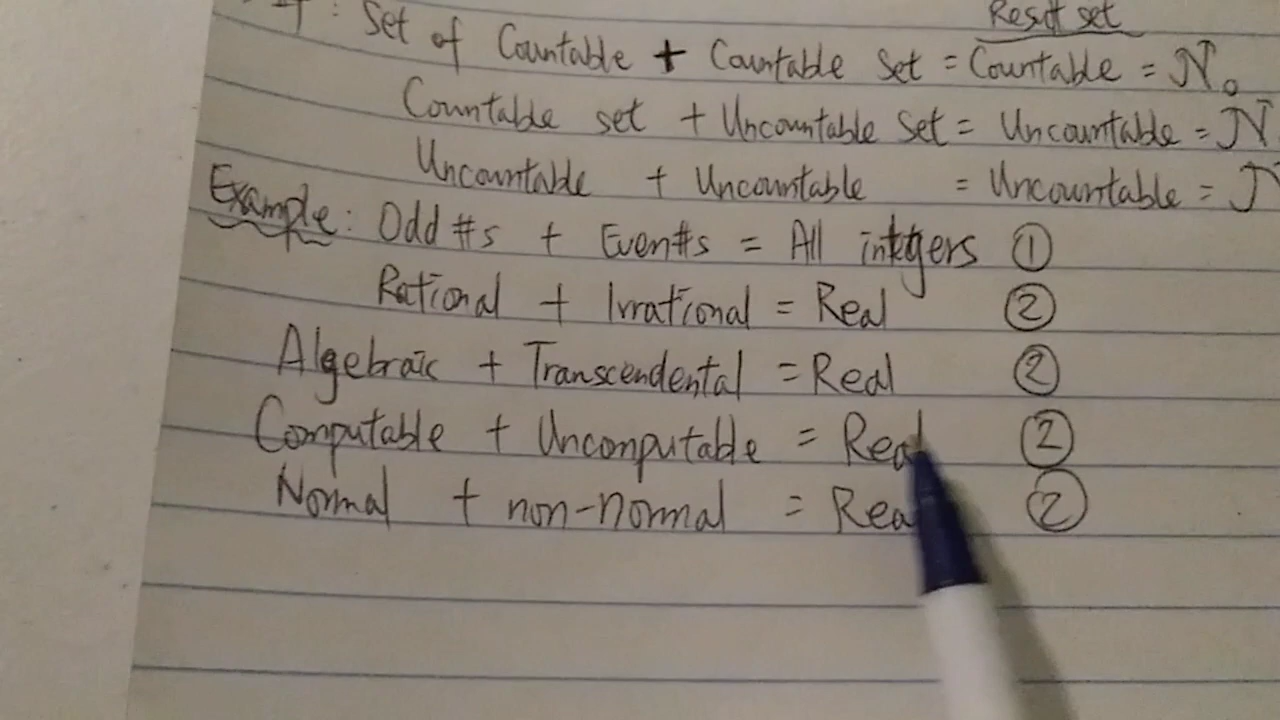 Result set
: Set of Countable + Countable set = Countable = ℵ₀
Countable set + Uncountable set = Uncountable = ℵ
Uncountable + Uncountable = Uncountable =
Example: Odd #s + Even #s = All integers ①
Rational + Irrational = Real ②
Algebraic + Transcendental = Real ②
Computable + Uncomputable = Real ②
Normal + non-normal = Real ②